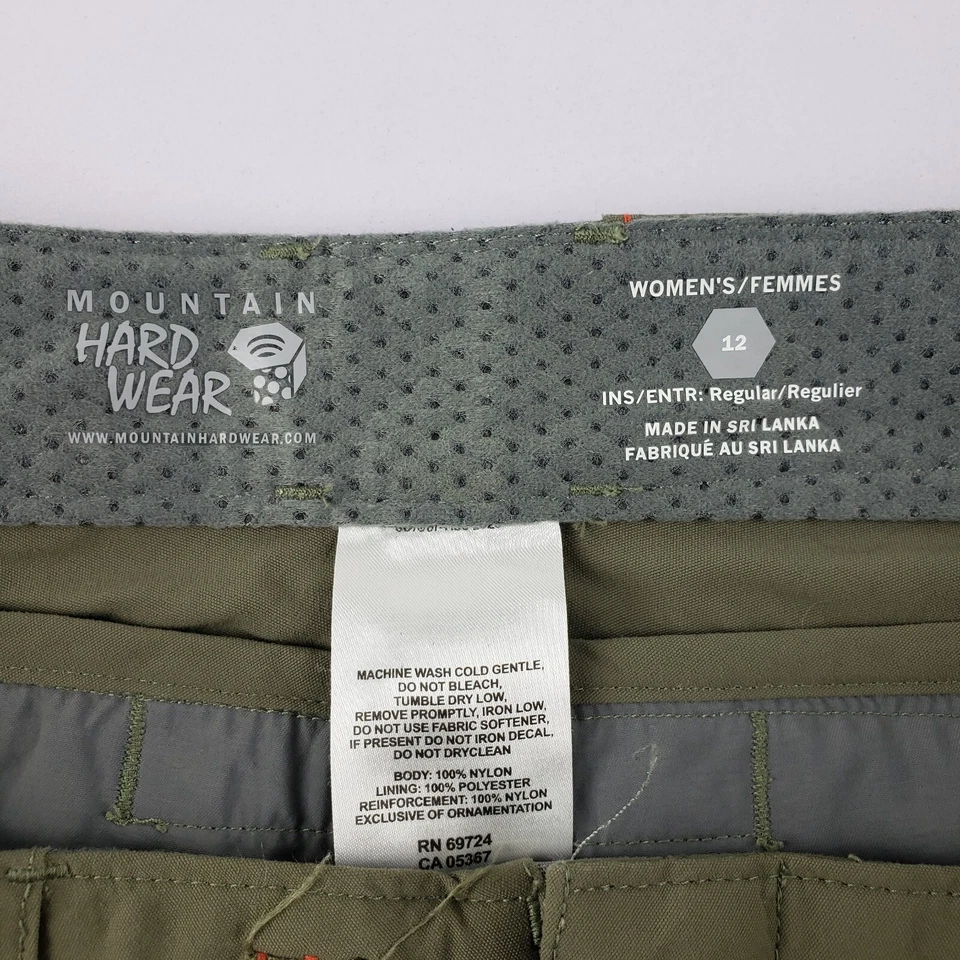 MOUNTAIN
HARD
WEAR
WWW.MOUNTAINHARDWEAR.COM
WOMEN'S/FEMMES
12
INS/ENTR: Regular/Regulier
MADE IN SRI LANKA
FABRIQUÉ AU SRI LANKA
MACHINE WASH COLD GENTLE,
DO NOT BLEACH,
TUMBLE DRY LOW,
REMOVE PROMPTLY, IRON LOW.
DO NOT USE FABRIC SOFTENER,
IF PRESENT DO NOT IRON DECAL,
DO NOT DRYCLEAN
BODY: 100% NYLON
LINING: 100% POLYESTER
REINFORCEMENT: 100% NYLON
EXCLUSIVE OF ORNAMENTATION
RN 69724
CA 05367